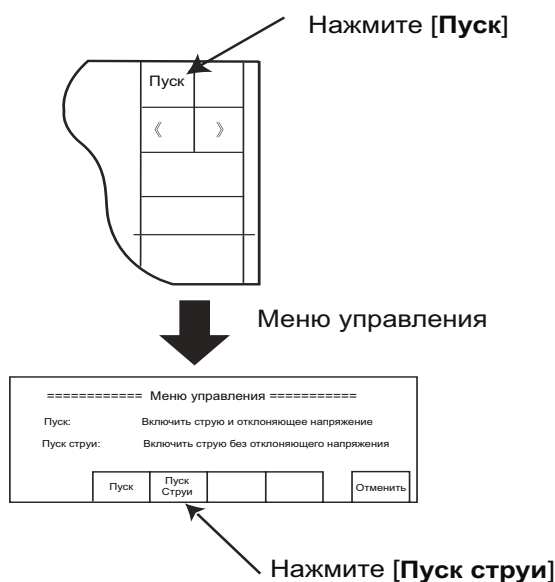 Нажмите [Пуск]
Пуск
《 》
Меню управления
============ Меню управления ===========
Пуск: Включить струю и отклоняющее напряжение
Пуск струи: Включить струю без отклоняющего напряжения
Пуск Пуск Струи Отменить
Нажмите [Пуск струи]